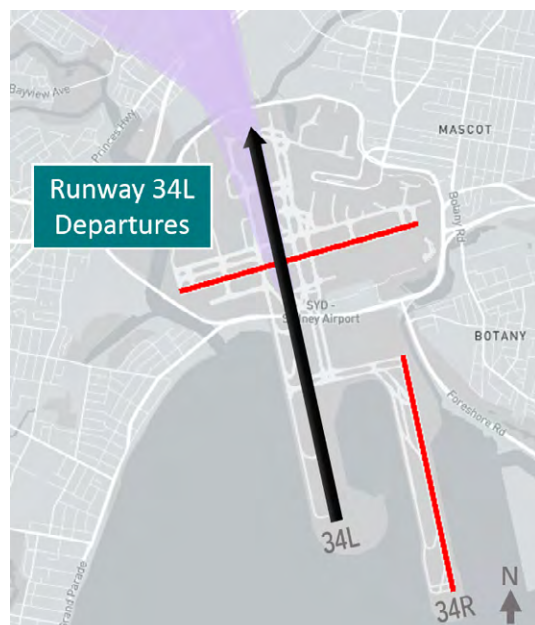 Bayview Ave
Princes Hwy
MASCOT
Runway 34L
Departures
Botany Rd
SYD -
Sydney Airport
BOTANY
Foreshore Rd
34L
N
34R
Grand Parade